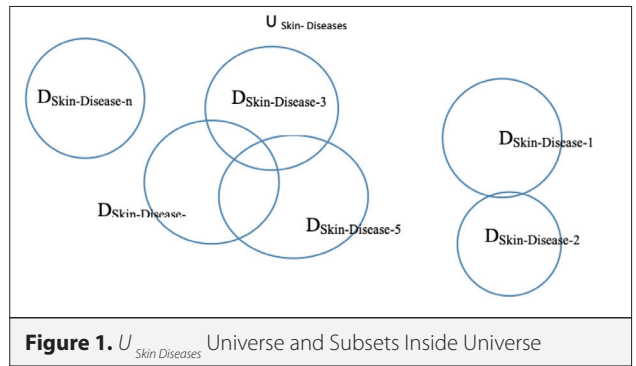 U Skin- Diseases
DSkin-Disease-n
DSkin-Disease-3
DSkin-Disease-1
DSkin-Disease-
DSkin-Disease-5
DSkin-Disease-2
Figure 1. U Skin Diseases Universe and Subsets Inside Universe